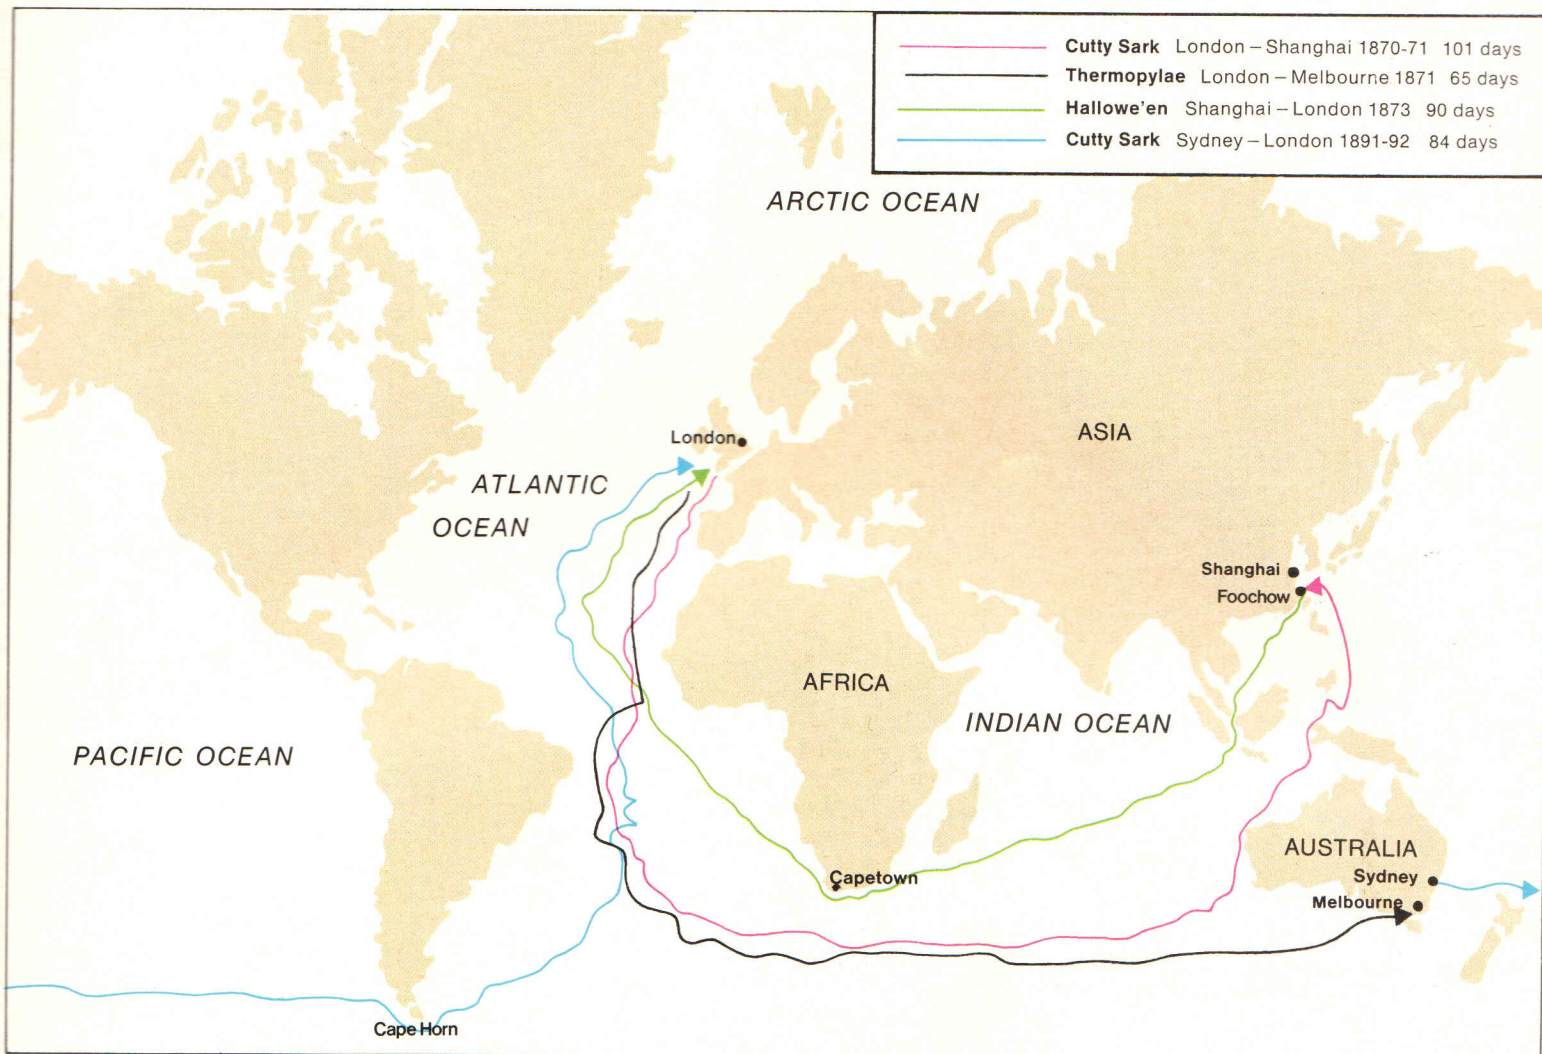 Cutty Sark London – Shanghai 1870-71 101 days
Thermopylae London – Melbourne 1871 65 days
Hallowe'en Shanghai – London 1873 90 days
Cutty Sark Sydney – London 1891-92 84 days
ARCTIC OCEAN
London
ASIA
ATLANTIC
OCEAN
Shanghai
Foochow
AFRICA
INDIAN OCEAN
PACIFIC OCEAN
AUSTRALIA
Capetown
Sydney
Melbourne
Cape Horn